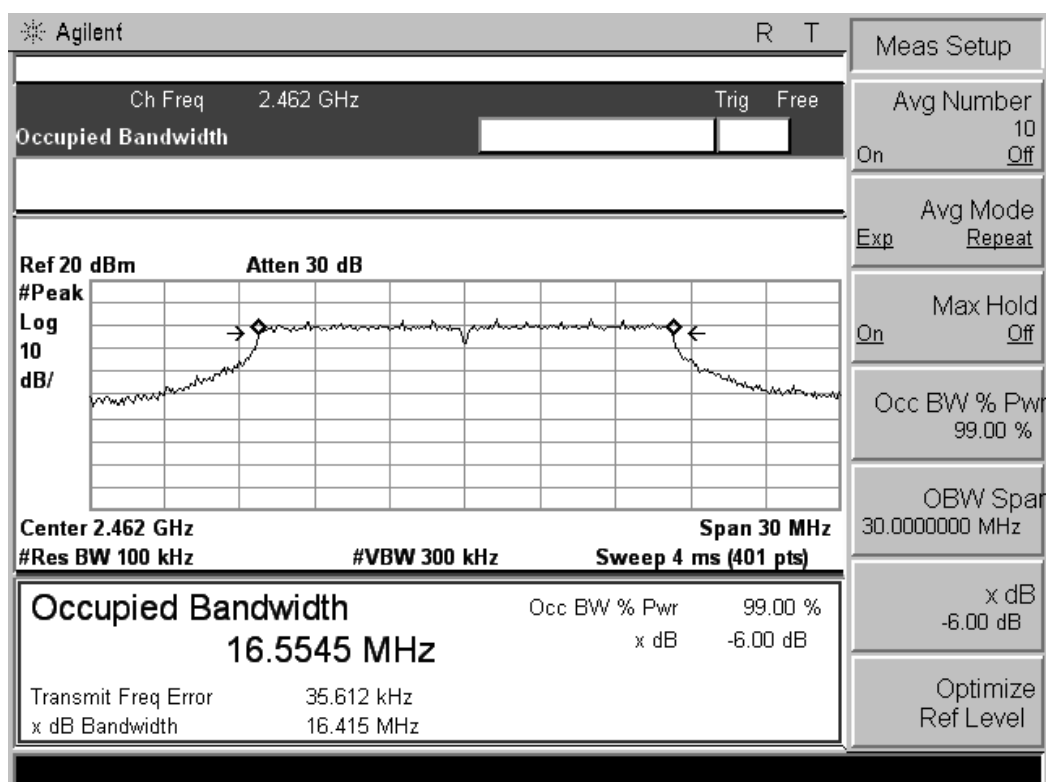 Agilent R T
Ch Freq 2.462 GHz Trig Free
Occupied Bandwidth
Ref 20 dBm Atten 30 dB
#Peak
Log
10
dB/
Center 2.462 GHz Span 30 MHz
#Res BW 100 kHz #VBW 300 kHz Sweep 4 ms (401 pts)
Occupied Bandwidth
16.5545 MHz
Occ BW % Pwr 99.00 %
x dB -6.00 dB
Transmit Freq Error 35.612 kHz
x dB Bandwidth 16.415 MHz
Meas Setup
Avg Number
10
On Off
Avg Mode
Exp Repeat
Max Hold
On Off
Occ BW % Pwr
99.00 %
OBW Span
30.0000000 MHz
x dB
-6.00 dB
Optimize
Ref Level